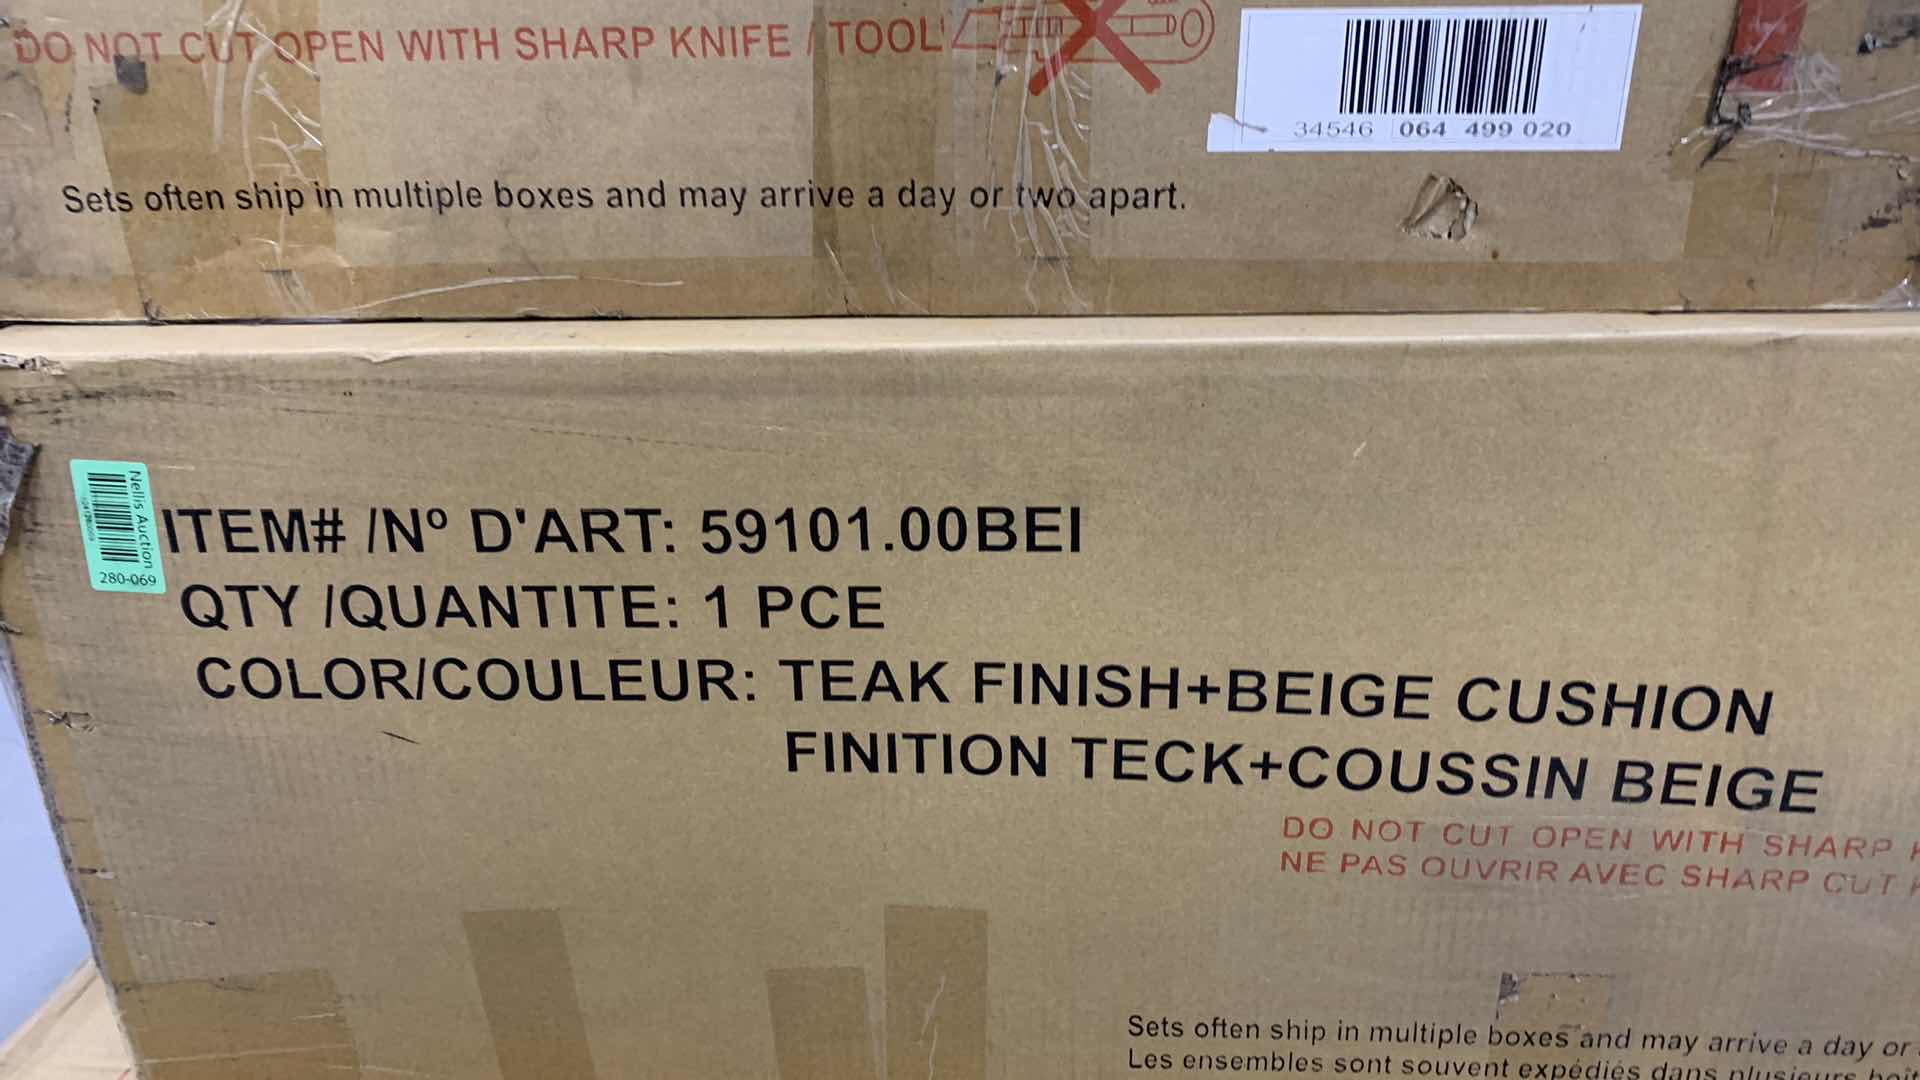 DO NOT CUT OPEN WITH SHARP KNIFE / TOOL
34546 064 499 020
Sets often ship in multiple boxes and may arrive a day or two apart.
Nellis Auction
280-069
ITEM# /Nº D'ART: 59101.00BEI
QTY /QUANTITE: 1 PCE
COLOR/COULEUR: TEAK FINISH+BEIGE CUSHION
FINITION TECK+COUSSIN BEIGE
DO NOT CUT OPEN WITH SHARP
NE PAS OUVRIR AVEC SHARP CUT
Sets often ship in multiple boxes and may arrive a day or
Les ensembles sont souvent expédiés dans plusieurs